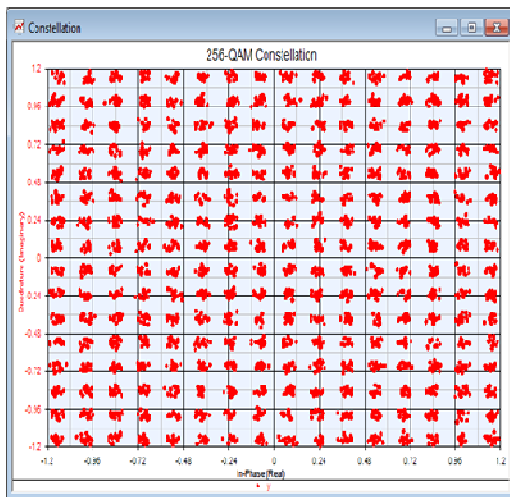 Constellation
256-QAM Constellation
1.2
0.96
0.72
0.48
0.24
0
-0.24
-0.48
-0.72
-0.96
-1.2
Quadrature (Imaginary)
-1.2 -0.96 -0.72 -0.48 -0.24 0 0.24 0.48 0.72 0.96 1.2
In-Phase (Real)
y